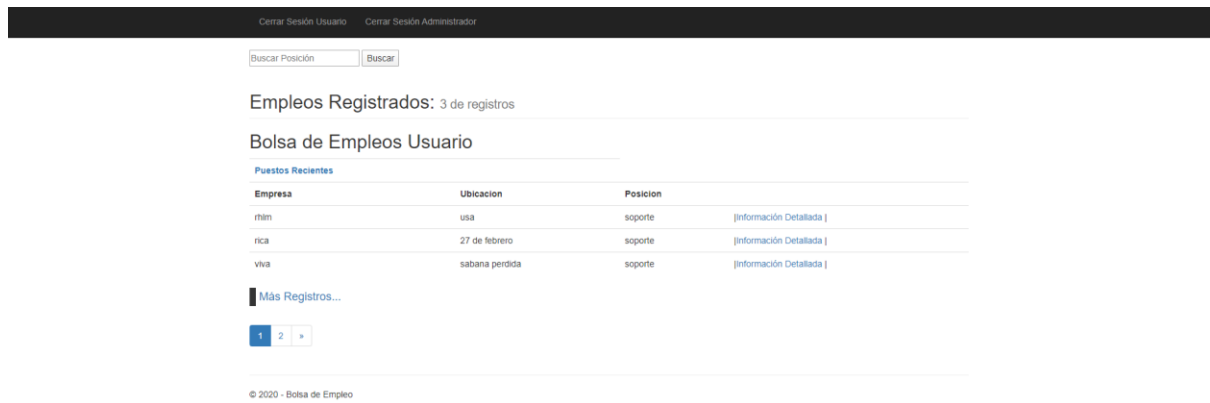 Cerrar Sesión Usuario Cerrar Sesión Administrador
Buscar Posición Buscar
Empleos Registrados: 3 de registros
Bolsa de Empleos Usuario
Puestos Recientes
Empresa Ubicacion Posicion
rhim usa soporte |Información Detallada |
rica 27 de febrero soporte |Información Detallada |
viva sabana perdida soporte |Información Detallada |
Más Registros...
1 2 »
© 2020 - Bolsa de Empleo